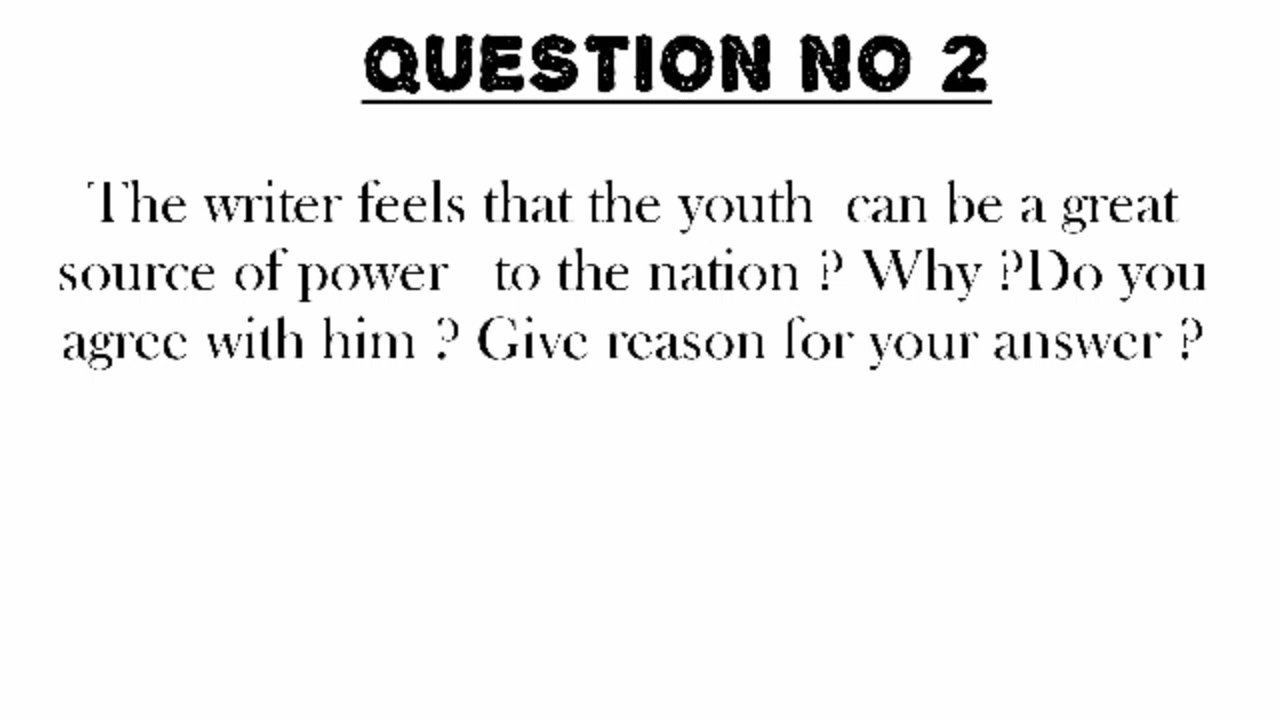 QUESTION NO 2
The writer feels that the youth can be a great
source of power to the nation ? Why ?Do you
agree with him ? Give reason for your answer ?